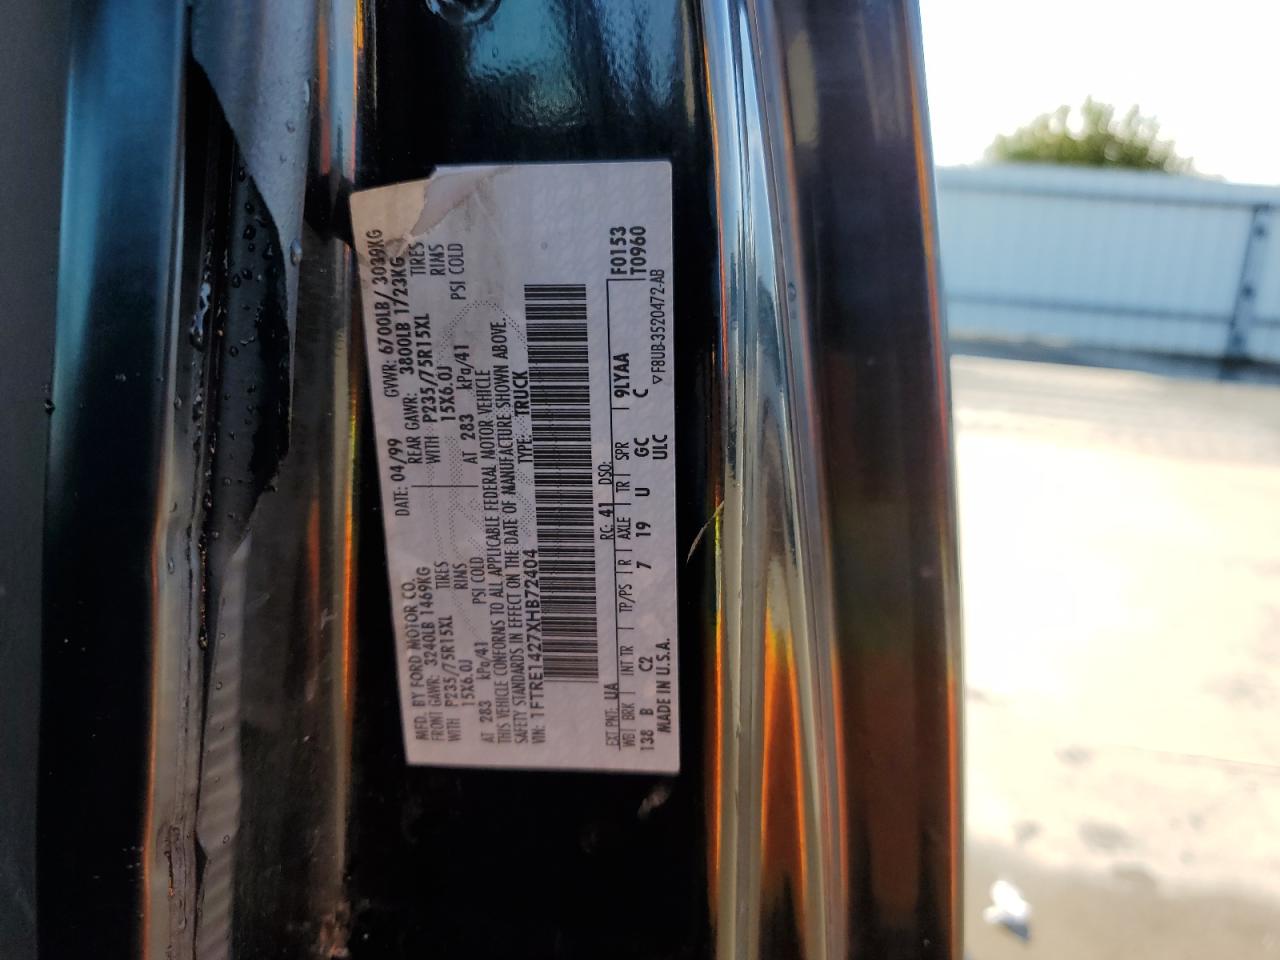 MFD. BY FORD MOTOR CO.
DATE: 04/99 GVWR: 6700LB/ 3039KG
FRONT GAWR: 3240LB 1469KG REAR GAWR: 3800LB 1723KG
WITH P235/75R15XL TIRES WITH P235/75R15XL TIRES
15X6.0J RIMS 15X6.0J RIMS
AT 283 kPa/41 PSI COLD AT 283 kPa/41 PSI COLD
THIS VEHICLE CONFORMS TO ALL APPLICABLE FEDERAL MOTOR VEHICLE
SAFETY STANDARDS IN EFFECT ON THE DATE OF MANUFACTURE SHOWN ABOVE.
VIN: 1FTRE1427XHB72404 TYPE: TRUCK
EXT PNT: UA RC: 41 DSO: F0153
WB BRK INT TR TP/PS R AXLE TR SPR 9LYAA T0960
138 B C2 7 19 U GC C
MADE IN U.S.A. ULC ▽F8UB-3520472-AB